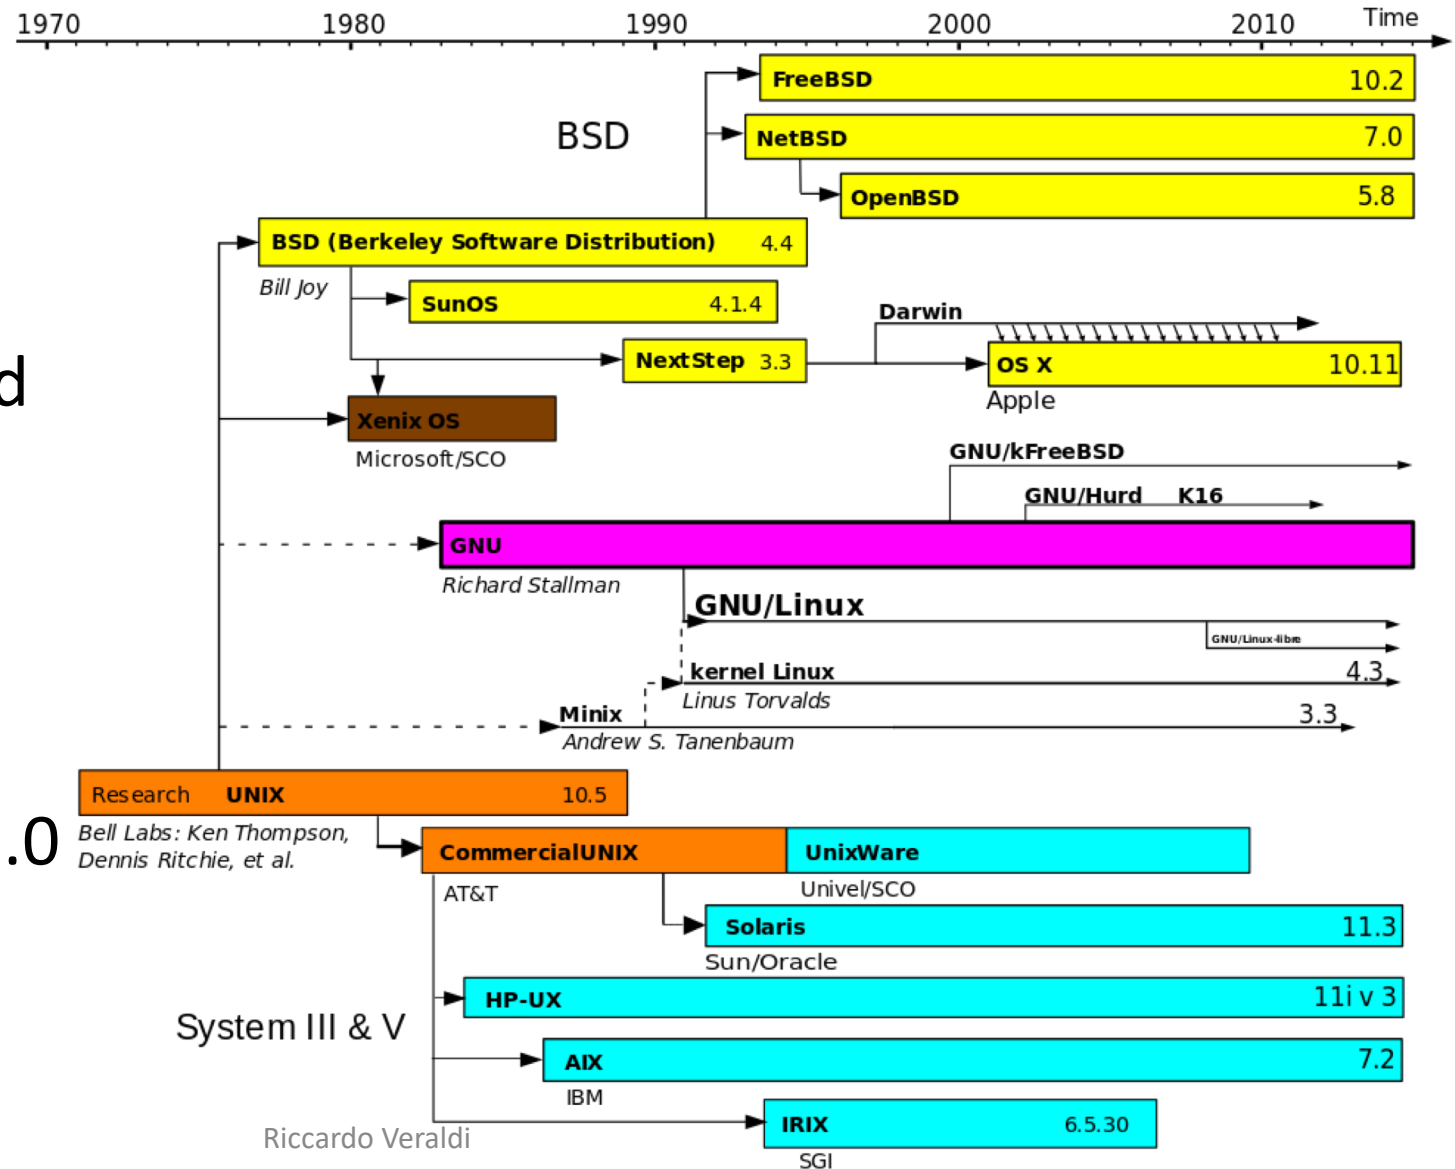 1970 1980 1990 2000 2010 Time
FreeBSD 10.2
BSD
NetBSD 7.0
OpenBSD 5.8
BSD (Berkeley Software Distribution) 4.4
Bill Joy
SunOS 4.1.4
Darwin
NextStep 3.3
OS X 10.11
d
Apple
Xenix OS
Microsoft/SCO
GNU/kFreeBSD
GNU/Hurd K16
GNU
Richard Stallman
GNU/Linux
GNU/Linux-libre
kernel Linux 4.3
Linus Torvalds
Minix 3.3
Andrew S. Tanenbaum
Research UNIX 10.5
.0
Bell Labs: Ken Thompson,
Dennis Ritchie, et al.
CommercialUNIX UnixWare
AT&T Univel/SCO
Solaris 11.3
Sun/Oracle
HP-UX 11i v 3
System III & V
AIX 7.2
IBM
IRIX 6.5.30
Riccardo Veraldi
SGI